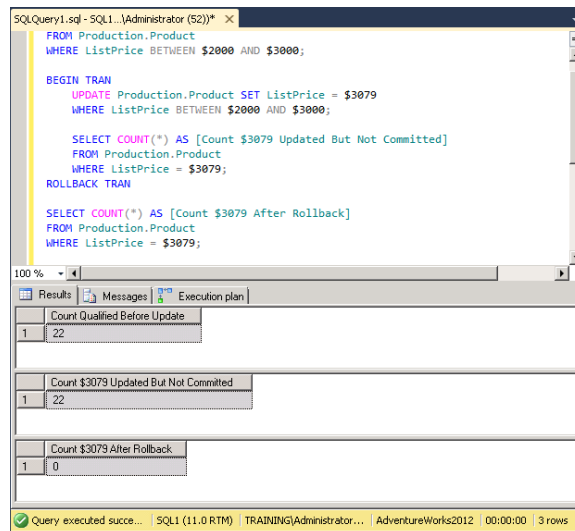 SQLQuery1.sql - SQL1...\Administrator (52))* ×
FROM Production.Product
WHERE ListPrice BETWEEN $2000 AND $3000;
BEGIN TRAN
UPDATE Production.Product SET ListPrice = $3079
WHERE ListPrice BETWEEN $2000 AND $3000;
SELECT COUNT(*) AS [Count $3079 Updated But Not Committed]
FROM Production.Product
WHERE ListPrice = $3079;
ROLLBACK TRAN
SELECT COUNT(*) AS [Count $3079 After Rollback]
FROM Production.Product
WHERE ListPrice = $3079;
100 %
Results Messages Execution plan
Count Qualified Before Update
1 22
Count $3079 Updated But Not Committed
1 22
Count $3079 After Rollback
1 0
Query executed succe... SQL1 (11.0 RTM) TRAINING\Administrator... AdventureWorks2012 00:00:00 3 rows